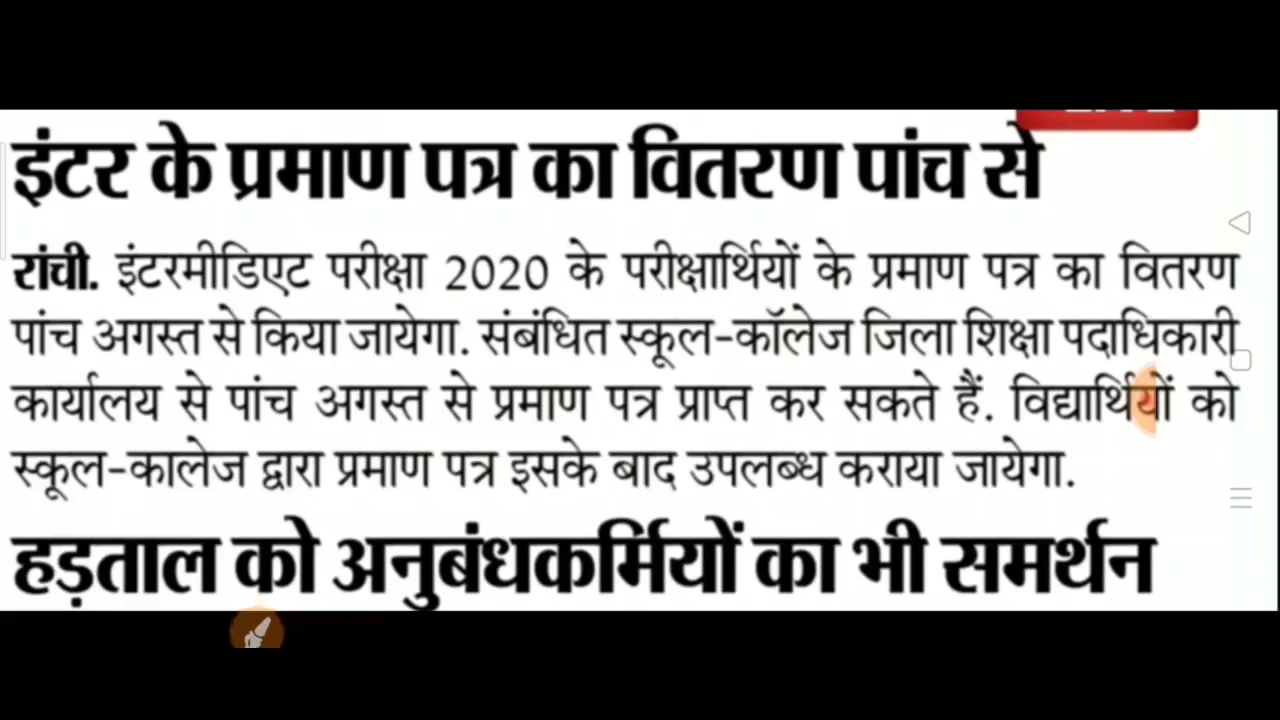 इंटर के प्रमाण पत्र का वितरण पांच से
रांची. इंटरमीडिएट परीक्षा 2020 के परीक्षार्थियों के प्रमाण पत्र का वितरण
पांच अगस्त से किया जायेगा. संबंधित स्कूल-कॉलेज जिला शिक्षा पदाधिकारी
कार्यालय से पांच अगस्त से प्रमाण पत्र प्राप्त कर सकते हैं. विद्यार्थियों को
स्कूल-कालेज द्वारा प्रमाण पत्र इसके बाद उपलब्ध कराया जायेगा.
हड़ताल को अनुबंधकर्मियों का भी समर्थन